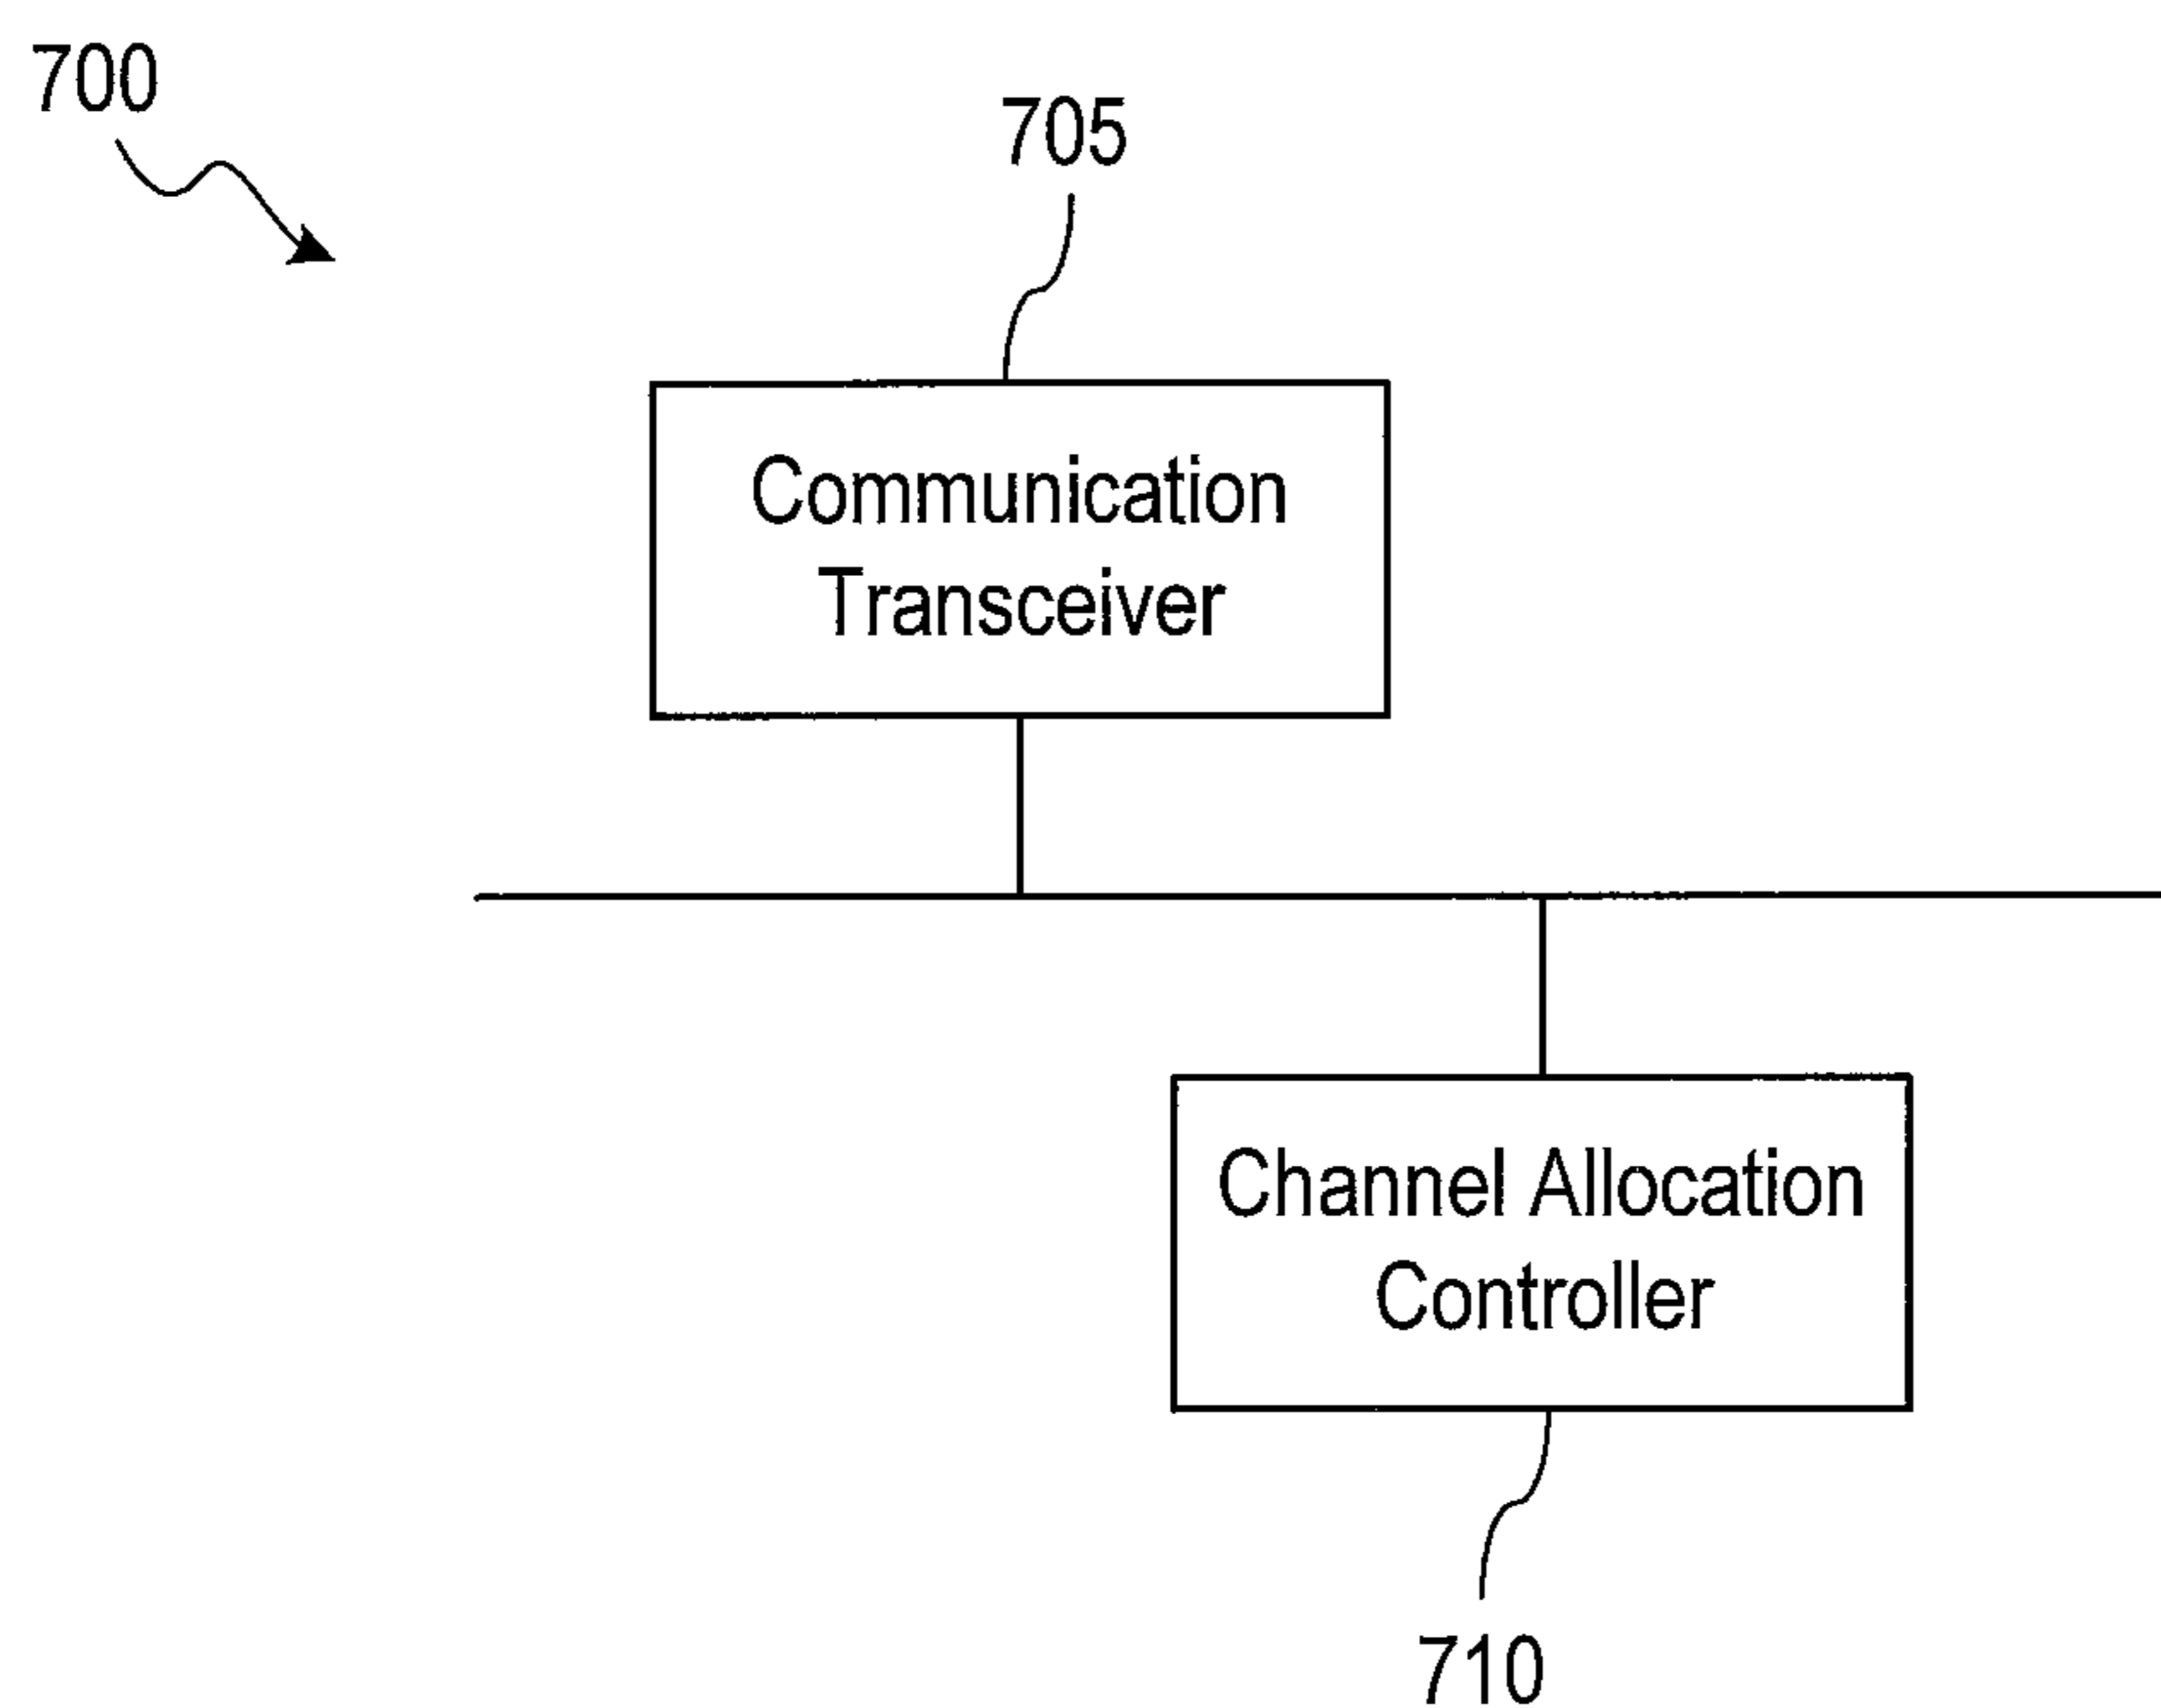 700
705
Communication
Transceiver
Channel Allocation
Controller
710